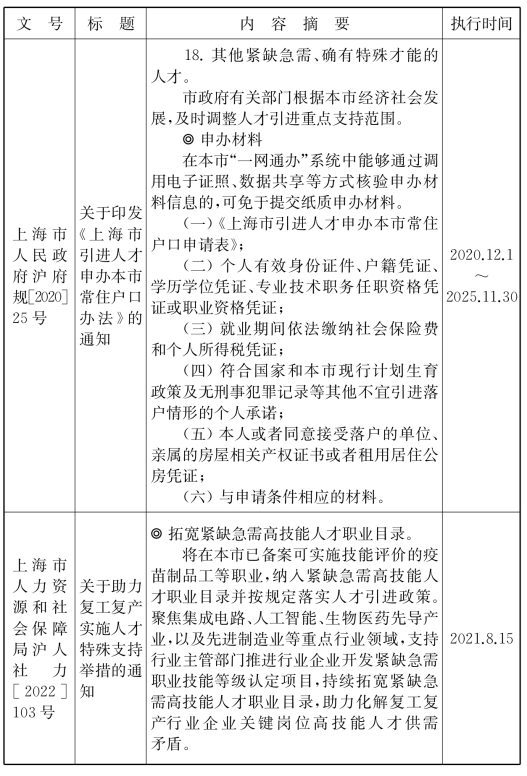 文 号 标 题 内 容 摘 要 执行时间
上海市
人民政
府沪府
规[2020]
25号
关于印发
《上海市
引进人才
申办本市
常住户口
办法》的
通知
18. 其他紧缺急需、确有特殊才能的
人才。
市政府有关部门根据本市经济社会发
展,及时调整人才引进重点支持范围。
◎ 申办材料
在本市“一网通办”系统中能够通过调
用电子证照、数据共享等方式核验申办材
料信息的,可免于提交纸质申办材料。
(一)《上海市引进人才申办本市常住
户口申请表》;
(二) 个人有效身份证件、户籍凭证、
学历学位凭证、专业技术职务任职资格凭
证或职业资格凭证;
(三) 就业期间依法缴纳社会保险费
和个人所得税凭证;
(四) 符合国家和本市现行计划生育
政策及无刑事犯罪记录等其他不宜引进落
户情形的个人承诺;
(五) 本人或者同意接受落户的单位、
亲属的房屋相关产权证书或者租用居住公
房凭证;
(六) 与申请条件相应的材料。
2020.12.1
~
2025.11.30
上海市
人力资
源和社
会保障
局沪人
社力
[2022]
103号
关于助力
复工复产
实施人才
特殊支持
举措的通
知
◎ 拓宽紧缺急需高技能人才职业目录。
将在本市已备案可实施技能评价的疫
苗制品工等职业,纳入紧缺急需高技能人
才职业目录并按规定落实人才引进政策。
聚焦集成电路、人工智能、生物医药先导产
业,以及先进制造业等重点行业领域,支持
行业主管部门推进行业企业开发紧缺急需
职业技能等级认定项目,持续拓宽紧缺急
需高技能人才职业目录,助力化解复工复
产行业企业关键岗位高技能人才供需
矛盾。
2021.8.15